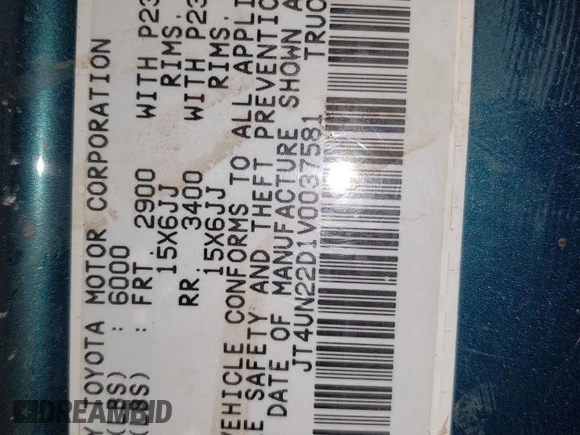 Y TOYOTA MOTOR CORPORATION
(LBS) : 6000
(LBS) : FRT. 2900 WITH P23
15X6JJ RIMS,
RR. 3400 WITH P23
15X6JJ RIMS,
VEHICLE CONFORMS TO ALL APPLI
E SAFETY AND THEFT PREVENTIO
DATE OF MANUFACTURE SHOWN A
JT4UN22D1V0037581 TRUC
DREAMBID